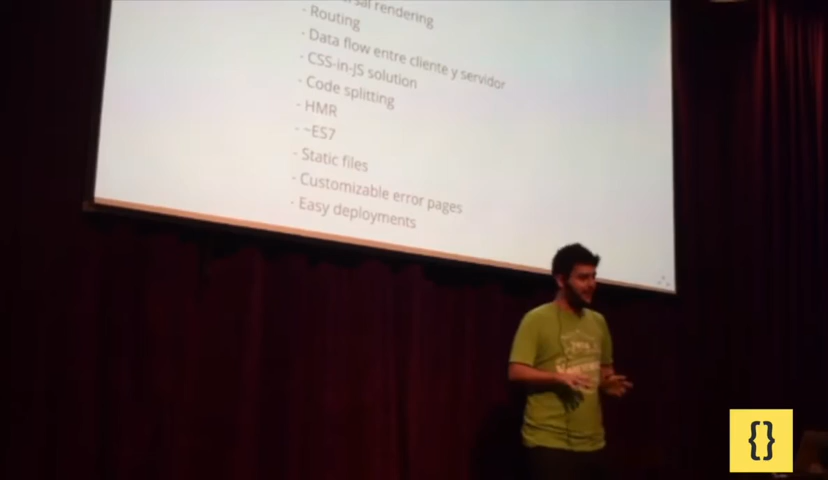 rendering
- Routing
- Data flow entre cliente y servidor
- CSS-in-JS solution
- Code splitting
- HMR
- ~ES7
- Static files
- Customizable error pages
- Easy deployments
{}